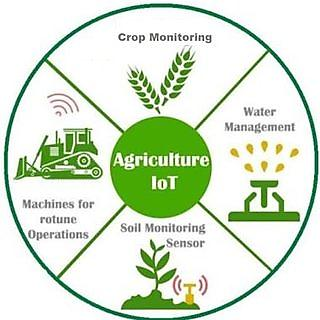 Crop Monitoring
Water
Management
Agriculture
IoT
Machines for
rotune
Operations
Soil Monitoring
Sensor